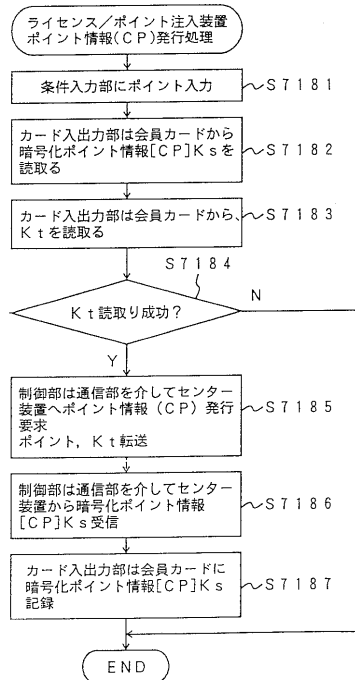 ライセンス／ポイント注入装置
ポイント情報(CP)発行処理
条件入力部にポイント入力
S7181
カード入出力部は会員カードから
暗号化ポイント情報[CP]Ksを
読取る
S7182
カード入出力部は会員カードから、
Ktを読取る
S7183
S7184
Kt読取り成功？
N
Y
制御部は通信部を介してセンター
装置へポイント情報（CP）発行
要求
ポイント，Kt転送
S7185
制御部は通信部を介してセンター
装置から暗号化ポイント情報
[CP]Ks受信
S7186
カード入出力部は会員カードに
暗号化ポイント情報[CP]Ks
記録
S7187
END